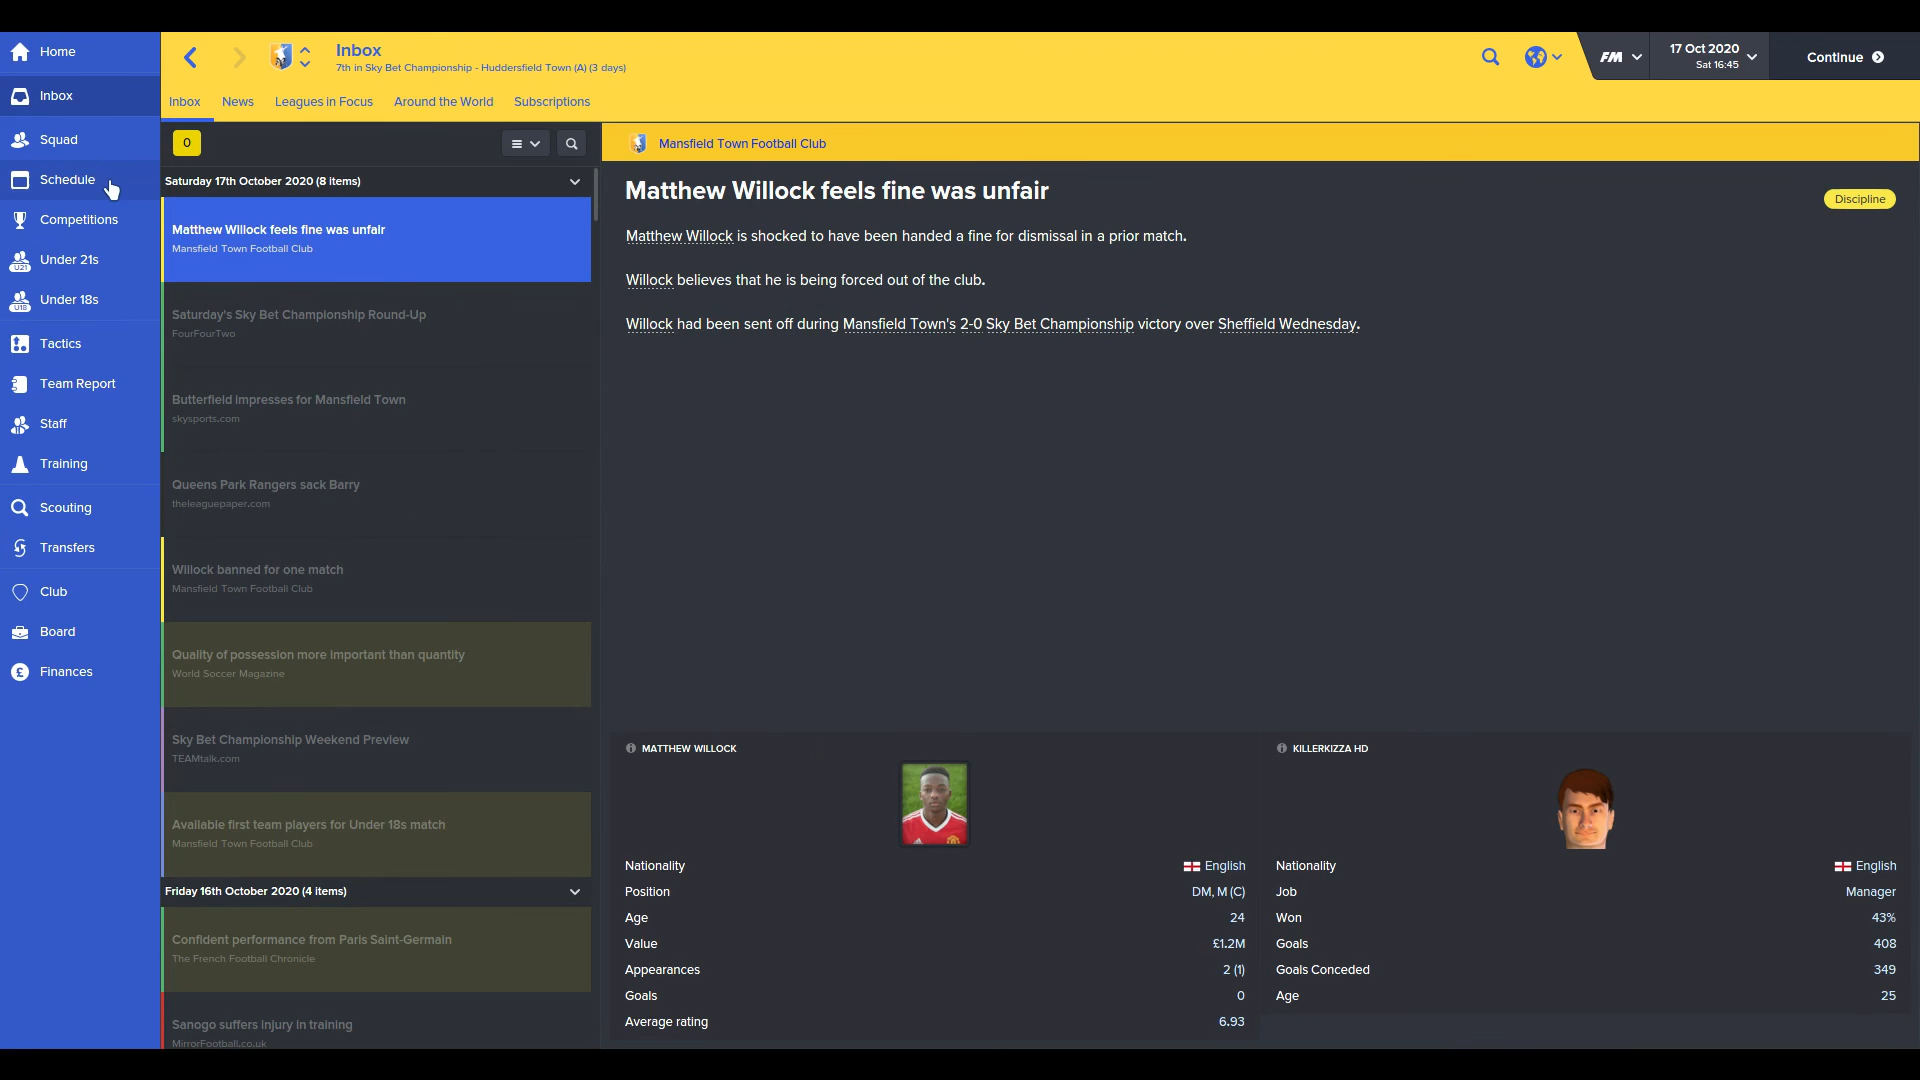 Home
Inbox
Squad
Schedule
Competitions
U21
Under 21s
U18
Under 18s
Tactics
Team Report
Staff
Training
Scouting
Transfers
Club
Board
Finances
Inbox
7th in Sky Bet Championship - Huddersfield Town (A) (3 days)
FM
17 Oct 2020
Sat 16:45
Continue
Inbox
News
Leagues in Focus
Around the World
Subscriptions
0
Saturday 17th October 2020 (8 items)
Matthew Willock feels fine was unfair
Mansfield Town Football Club
Saturday's Sky Bet Championship Round-Up
FourFourTwo
Butterfield impresses for Mansfield Town
skysports.com
Queens Park Rangers sack Barry
theleaguepaper.com
Willock banned for one match
Mansfield Town Football Club
Quality of possession more important than quantity
World Soccer Magazine
Sky Bet Championship Weekend Preview
TEAMtalk.com
Available first team players for Under 18s match
Mansfield Town Football Club
Friday 16th October 2020 (4 items)
Confident performance from Paris Saint-Germain
The French Football Chronicle
Sanogo suffers injury in training
MirrorFootball.co.uk
Mansfield Town Football Club
Matthew Willock feels fine was unfair
Discipline
Matthew Willock is shocked to have been handed a fine for dismissal in a prior match.
Willock believes that he is being forced out of the club.
Willock had been sent off during Mansfield Town's 2-0 Sky Bet Championship victory over Sheffield Wednesday.
MATTHEW WILLOCK
Nationality English
Position DM, M (C)
Age 24
Value £1.2M
Appearances 2 (1)
Goals 0
Average rating 6.93
KILLERKIZZA HD
Nationality English
Job Manager
Won 43%
Goals 408
Goals Conceded 349
Age 25